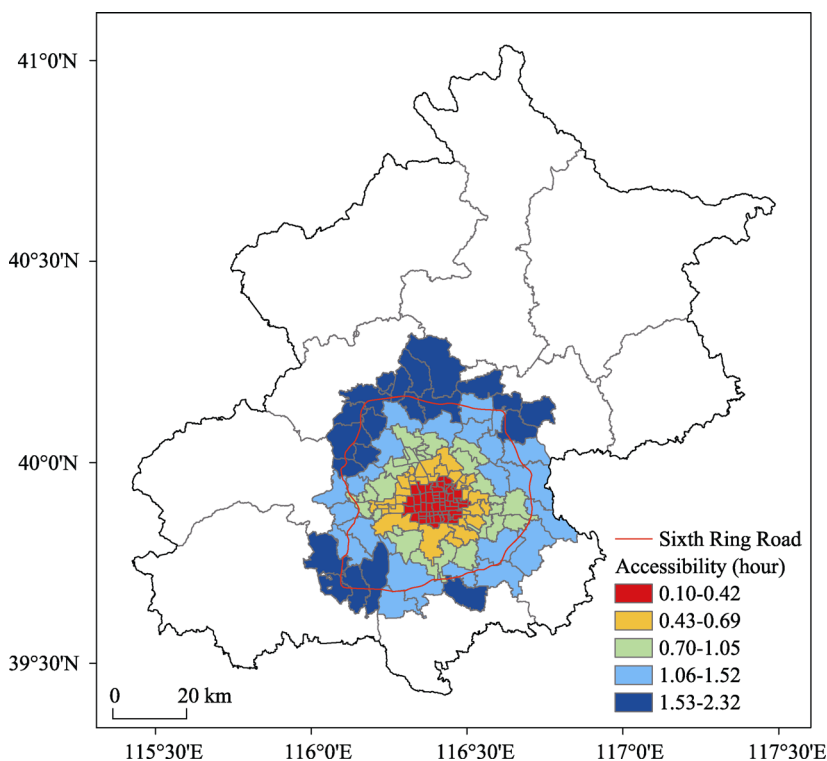 41°0'N
40°30'N
40°0'N
39°30'N
Sixth Ring Road
Accessibility (hour)
0.10-0.42
0.43-0.69
0.70-1.05
1.06-1.52
1.53-2.32
0 20 km
115°30'E 116°0'E 116°30'E 117°0'E 117°30'E